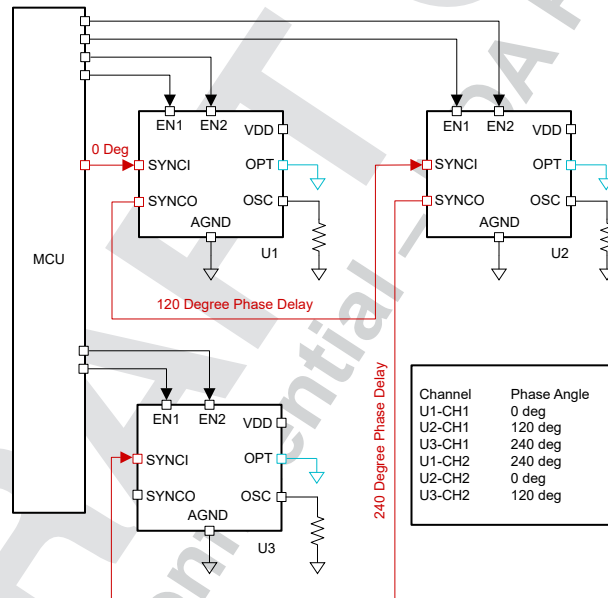 EN1 EN2
VDD
0 Deg
SYNCI
OPT
SYNCO
OSC
AGND
U1
EN1 EN2
VDD
SYNCI
OPT
SYNCO
OSC
AGND
U2
MCU
120 Degree Phase Delay
240 Degree Phase Delay
EN1 EN2
VDD
SYNCI
OPT
SYNCO
OSC
AGND
U3
Channel Phase Angle
U1-CH1 0 deg
U2-CH1 120 deg
U3-CH1 240 deg
U1-CH2 240 deg
U2-CH2 0 deg
U3-CH2 120 deg